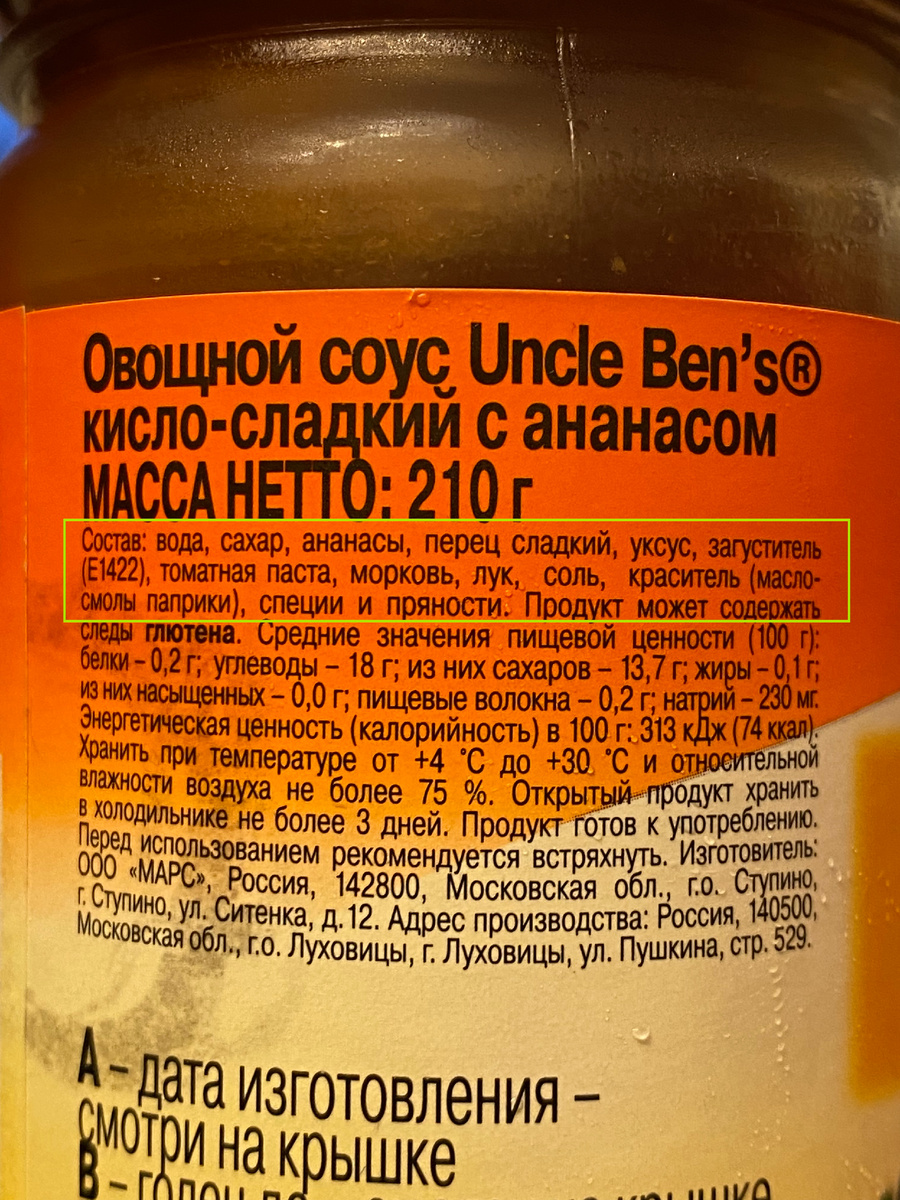 Овощной соус Uncle Ben’s®
кисло-сладкий с ананасом
МАССА НЕТТО: 210 г
Состав: вода, сахар, ананасы, перец сладкий, уксус, загуститель
(Е1422), томатная паста, морковь, лук, соль, краситель (масло-
смолы паприки), специи и пряности. Продукт может содержать
следы глютена. Средние значения пищевой ценности (100 г):
белки – 0,2 г; углеводы – 18 г; из них сахаров – 13,7 г; жиры – 0,1 г;
из них насыщенных – 0,0 г; пищевые волокна – 0,2 г; натрий – 230 мг.
Энергетическая ценность (калорийность) в 100 г: 313 кДж (74 ккал).
Хранить при температуре от +4 °С до +30 °С и относительной
влажности воздуха не более 75 %. Открытый продукт хранить
в холодильнике не более 3 дней. Продукт готов к употреблению.
Перед использованием рекомендуется встряхнуть. Изготовитель:
ООО «МАРС», Россия, 142800, Московская обл., г.о. Ступино,
г. Ступино, ул. Ситенка, д. 12. Адрес производства: Россия, 140500,
Московская обл., г.о. Луховицы, г. Луховицы, ул. Пушкина, стр. 529.
А – дата изготовления –
смотри на крышке
В –